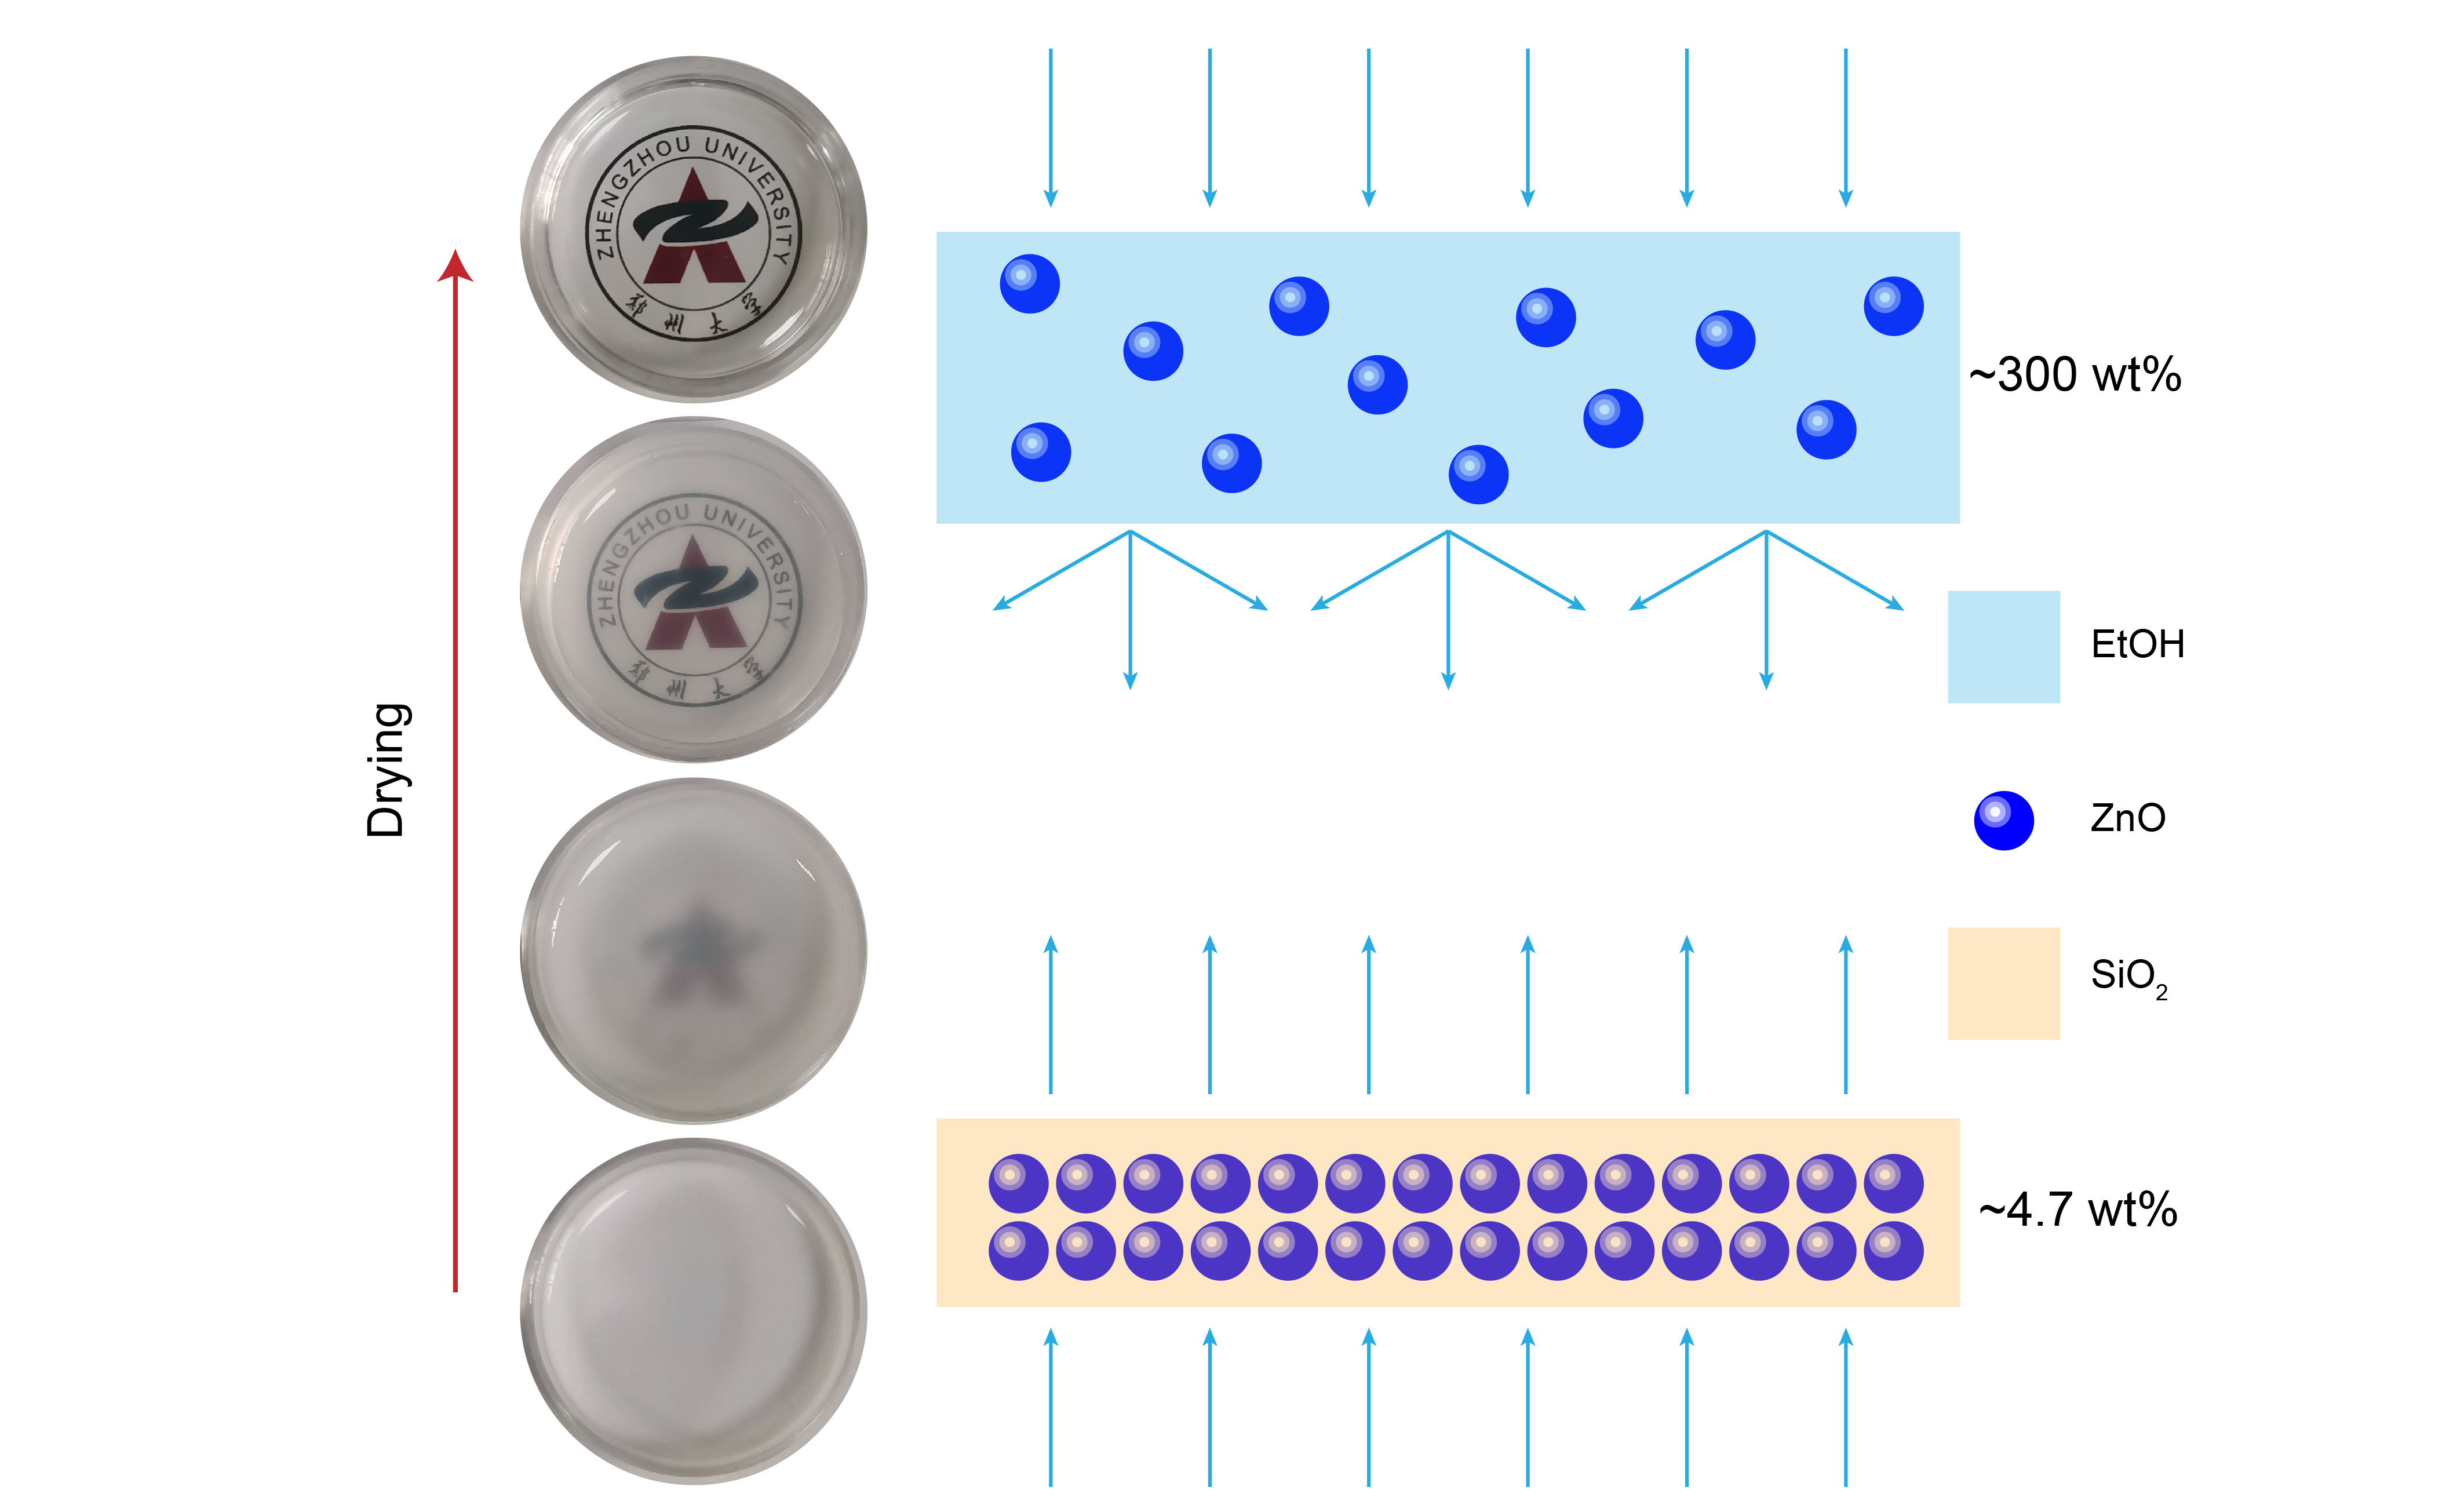 Drying
ZHENGZHOU UNIVERSITY
郑州大学
ZHENGZHOU UNIVERSITY
郑州大学
~300 wt%
EtOH
ZnO
SiO₂
~4.7 wt%